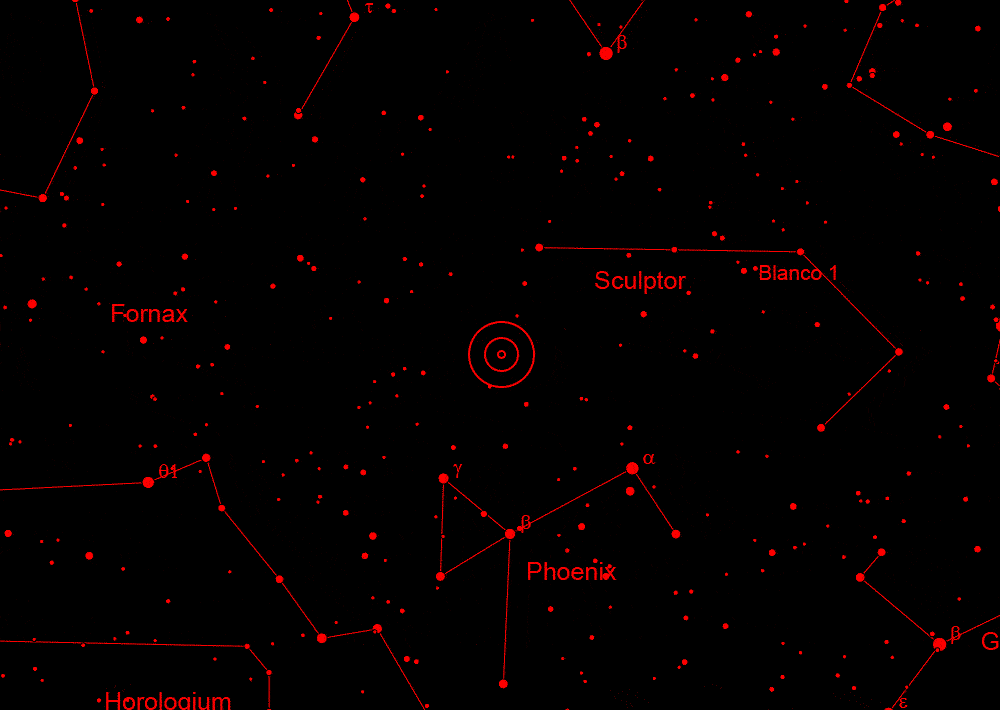 τ
β
Sculptor
Blanco 1
Fornax
α
γ
θ1
β
Phoenix
β
G
Horologium
ε